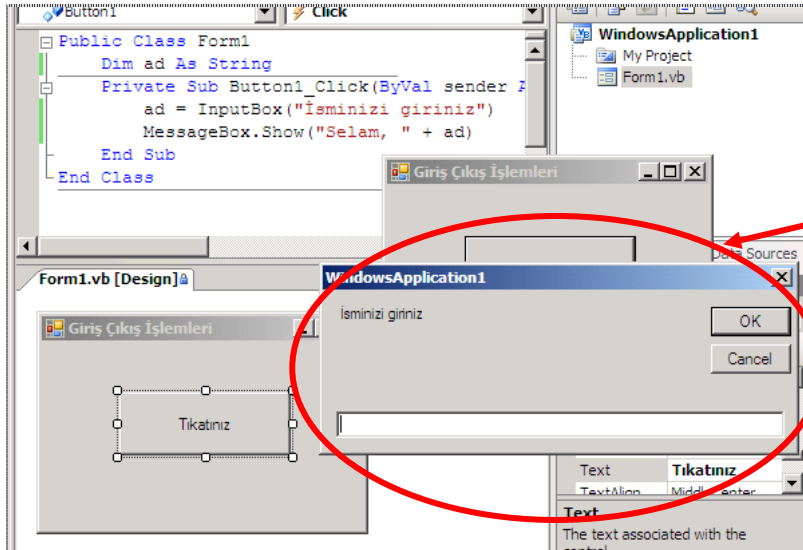 Button1
Click
Public Class Form1
Dim ad As String
Private Sub Button1_Click(ByVal sender
ad = InputBox("İsminizi giriniz")
MessageBox.Show("Selam, " + ad)
End Sub
End Class
WindowsApplication1
My Project
Form1.vb
Giriş Çıkış İşlemleri
Data Sources
Form1.vb [Design]
Giriş Çıkış İşlemleri
Tıkatınız
WindowsApplication1
İsminizi giriniz
OK
Cancel
Text Tıkatınız
TextAlign
Text
The text associated with the
control